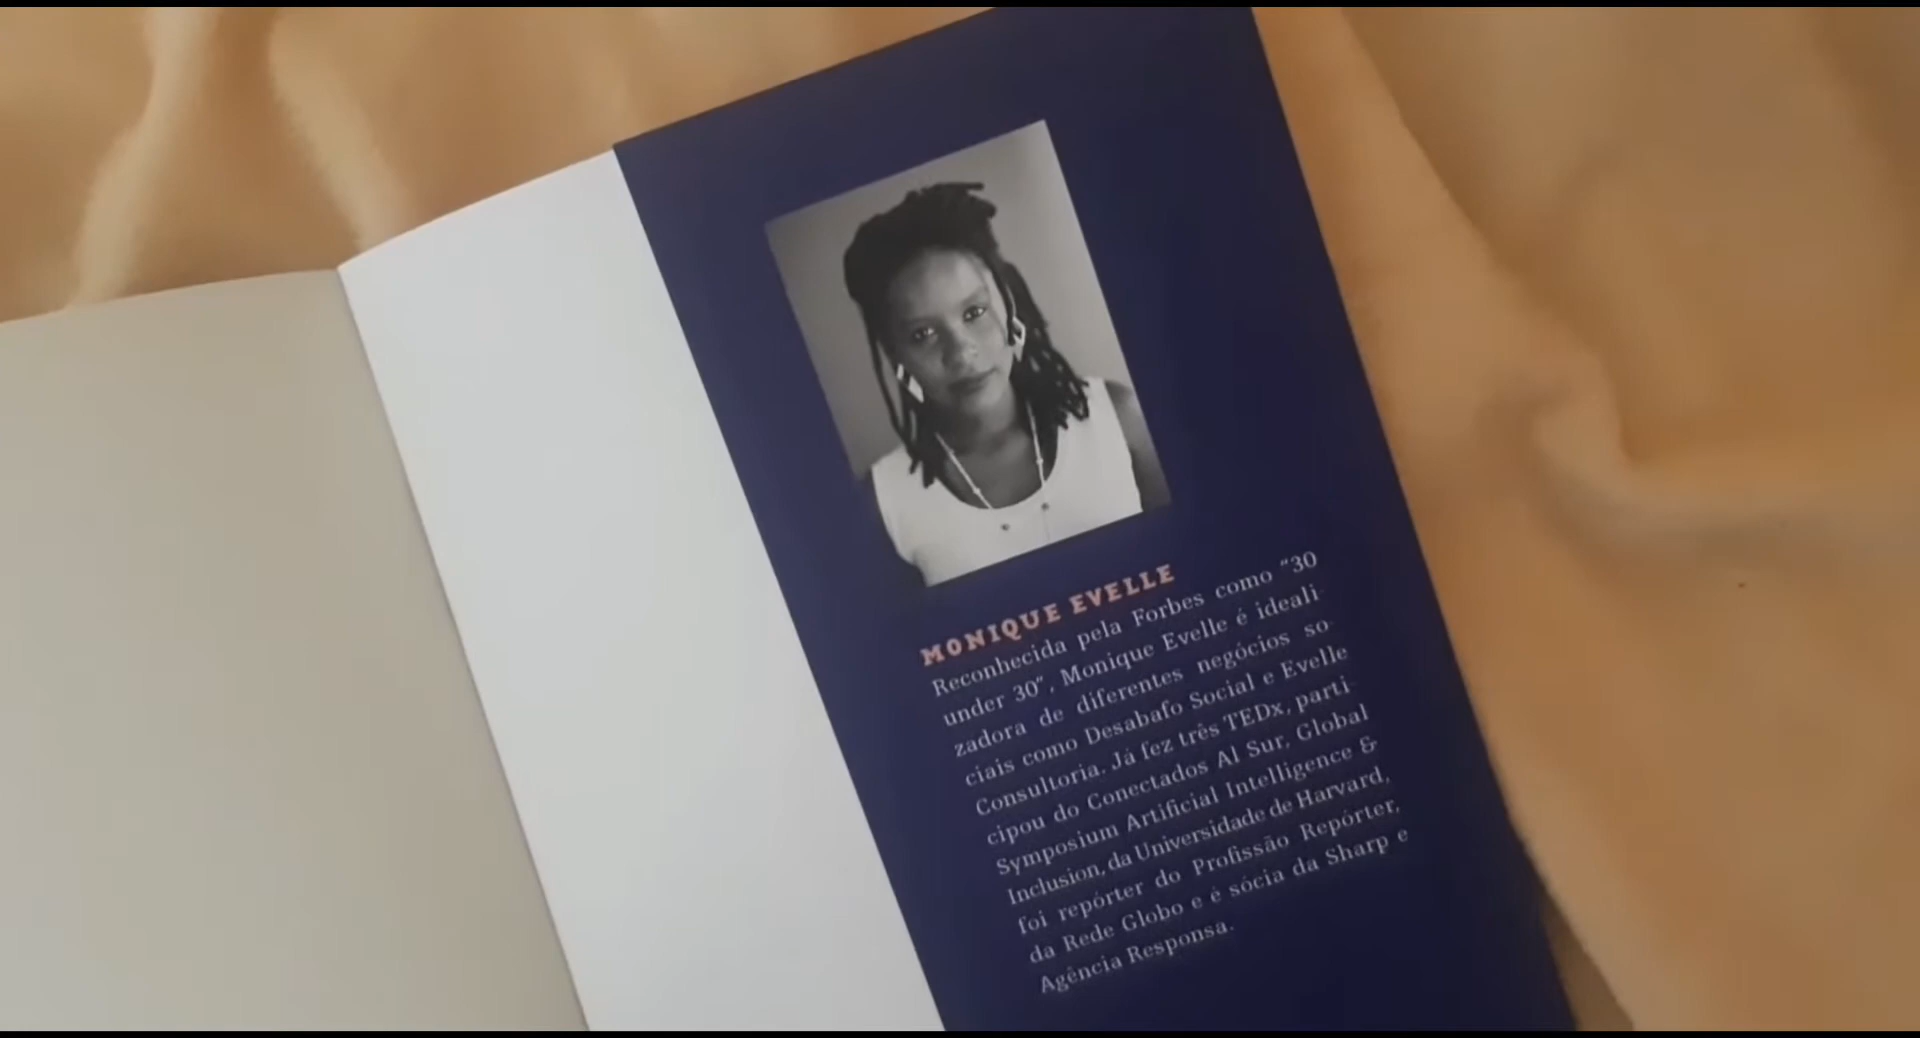 MONIQUE EVELLE
Reconhecida pela Forbes como “30
under 30”, Monique Evelle é ideali-
zadora de diferentes negócios so-
ciais como Desabafo Social e Evelle
Consultoria. Já fez três TEDx, parti-
cipou do Conectados Al Sur, Global
Symposium Artificial Intelligence &
Inclusion, da Universidade de Harvard,
foi repórter do Profissão Repórter,
da Rede Globo e é sócia da Sharp e
Agência Responsa.